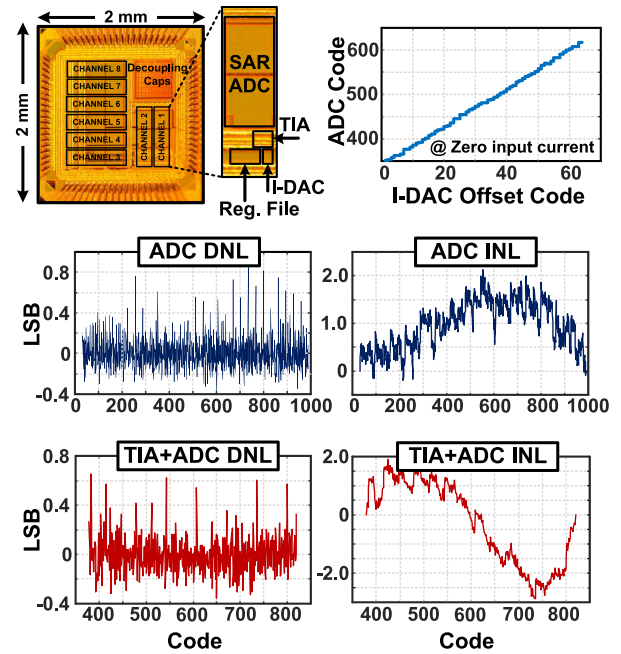 2 mm
2 mm
CHANNEL 8
CHANNEL 7
CHANNEL 6
CHANNEL 5
CHANNEL 4
CHANNEL 3
Decoupling
Caps
CHANNEL 2
CHANNEL 1
SAR
ADC
TIA
I-DAC
Reg. File
ADC Code
600
500
400
@ Zero input current
0 20 40 60
I-DAC Offset Code
ADC DNL
LSB
0.8
0.4
0
-0.4
0 200 400 600 800 1000
ADC INL
2.0
1.0
0
0 200 400 600 800 1000
TIA+ADC DNL
LSB
0.8
0.4
0
-0.4
400 500 600 700 800
Code
TIA+ADC INL
2.0
0
-2.0
400 500 600 700 800
Code